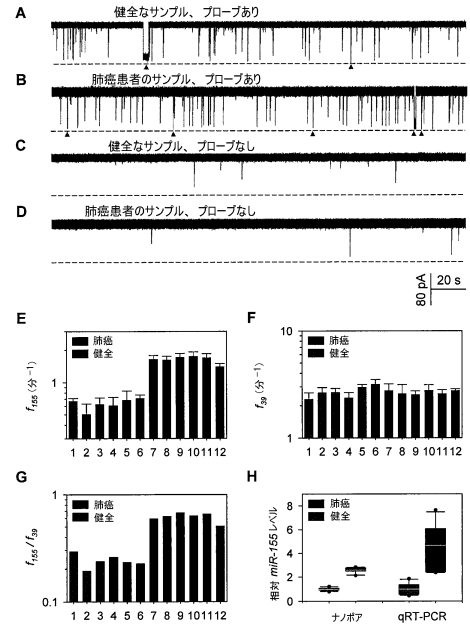 A 健全なサンプル、プローブあり
B 肺癌患者のサンプル、プローブあり
C 健全なサンプル、プローブなし
D 肺癌患者のサンプル、プローブなし
80 pA
20 s
E
肺癌
健全
f155 (分−1)
1
1 2 3 4 5 6 7 8 9 10 11 12
F
肺癌
健全
f39 (分−1)
10
1
1 2 3 4 5 6 7 8 9 10 11 12
G
肺癌
健全
f155 / f39
1
0.1
1 2 3 4 5 6 7 8 9 10 11 12
H
肺癌
健全
相対 miR-155 レベル
8
6
4
2
0
ナノポア qRT-PCR